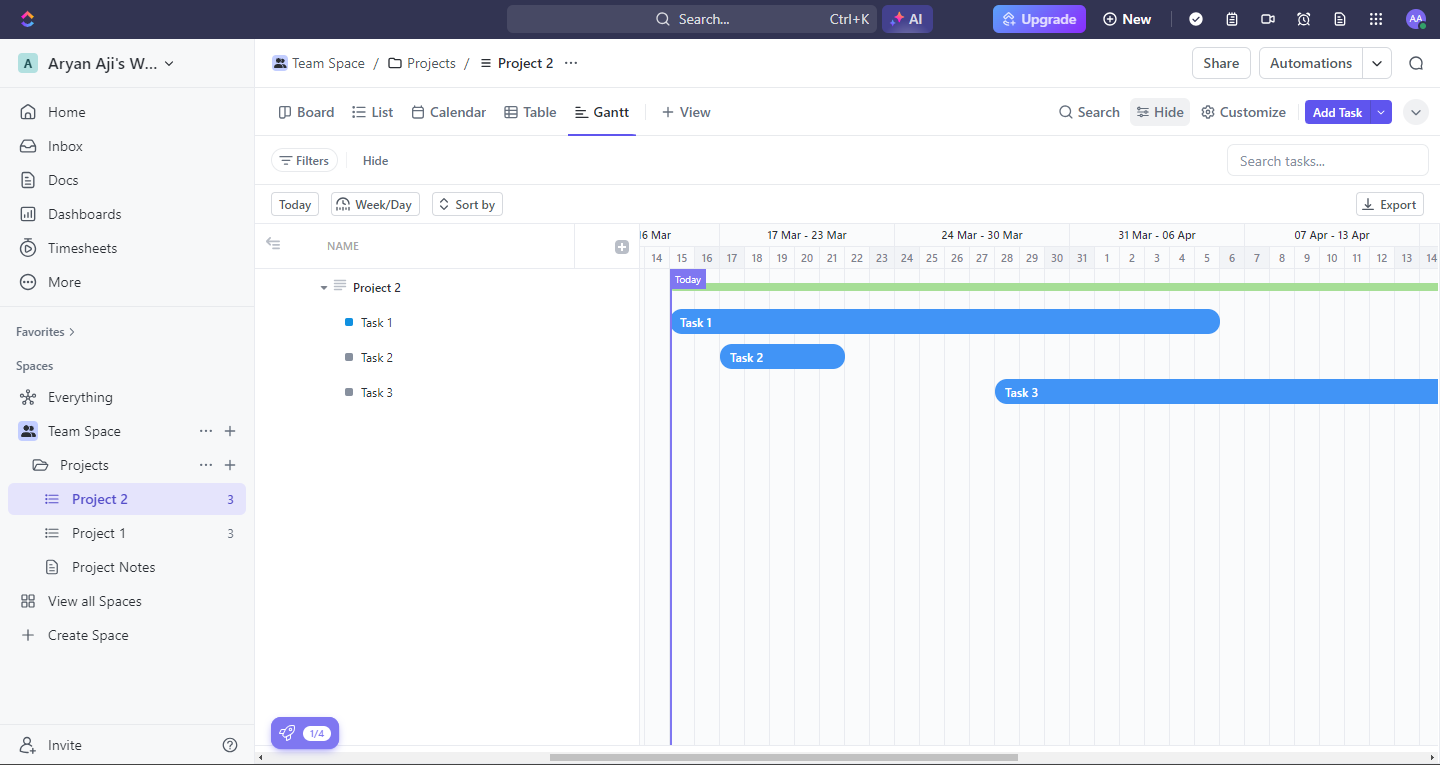 Search... Ctrl+K AI Upgrade New AA
A Aryan Aji's W...
Team Space / Projects / Project 2 ...
Share Automations
Home
Inbox
Docs
Dashboards
Timesheets
More
Favorites
Spaces
Everything
Team Space
Projects
Project 2 3
Project 1 3
Project Notes
View all Spaces
Create Space
Invite
Board List Calendar Table Gantt + View
Search Hide Customize Add Task
Filters Hide Search tasks...
Today Week/Day Sort by Export
NAME
16 Mar 17 Mar - 23 Mar 24 Mar - 30 Mar 31 Mar - 06 Apr 07 Apr - 13 Apr
14 15 16 17 18 19 20 21 22 23 24 25 26 27 28 29 30 31 1 2 3 4 5 6 7 8 9 10 11 12 13 14
Today
Project 2
Task 1 Task 1
Task 2 Task 2
Task 3 Task 3
1/4